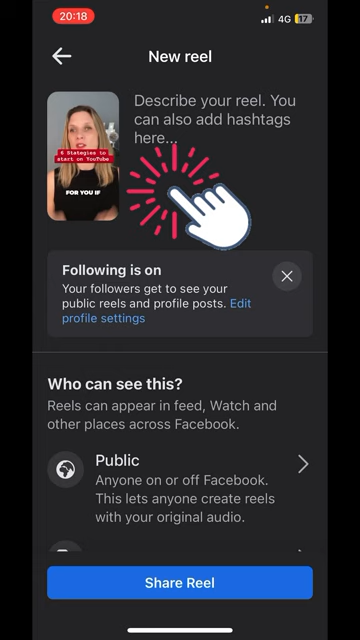 20:18
4G
17
New reel
Describe your reel. You
can also add hashtags
here...
6 Stategies to
start on YouTube
FOR YOU IF
Following is on
Your followers get to see your
public reels and profile posts. Edit
profile settings
Who can see this?
Reels can appear in feed, Watch and
other places across Facebook.
Public
Anyone on or off Facebook.
This lets anyone create reels
with your original audio.
Share Reel